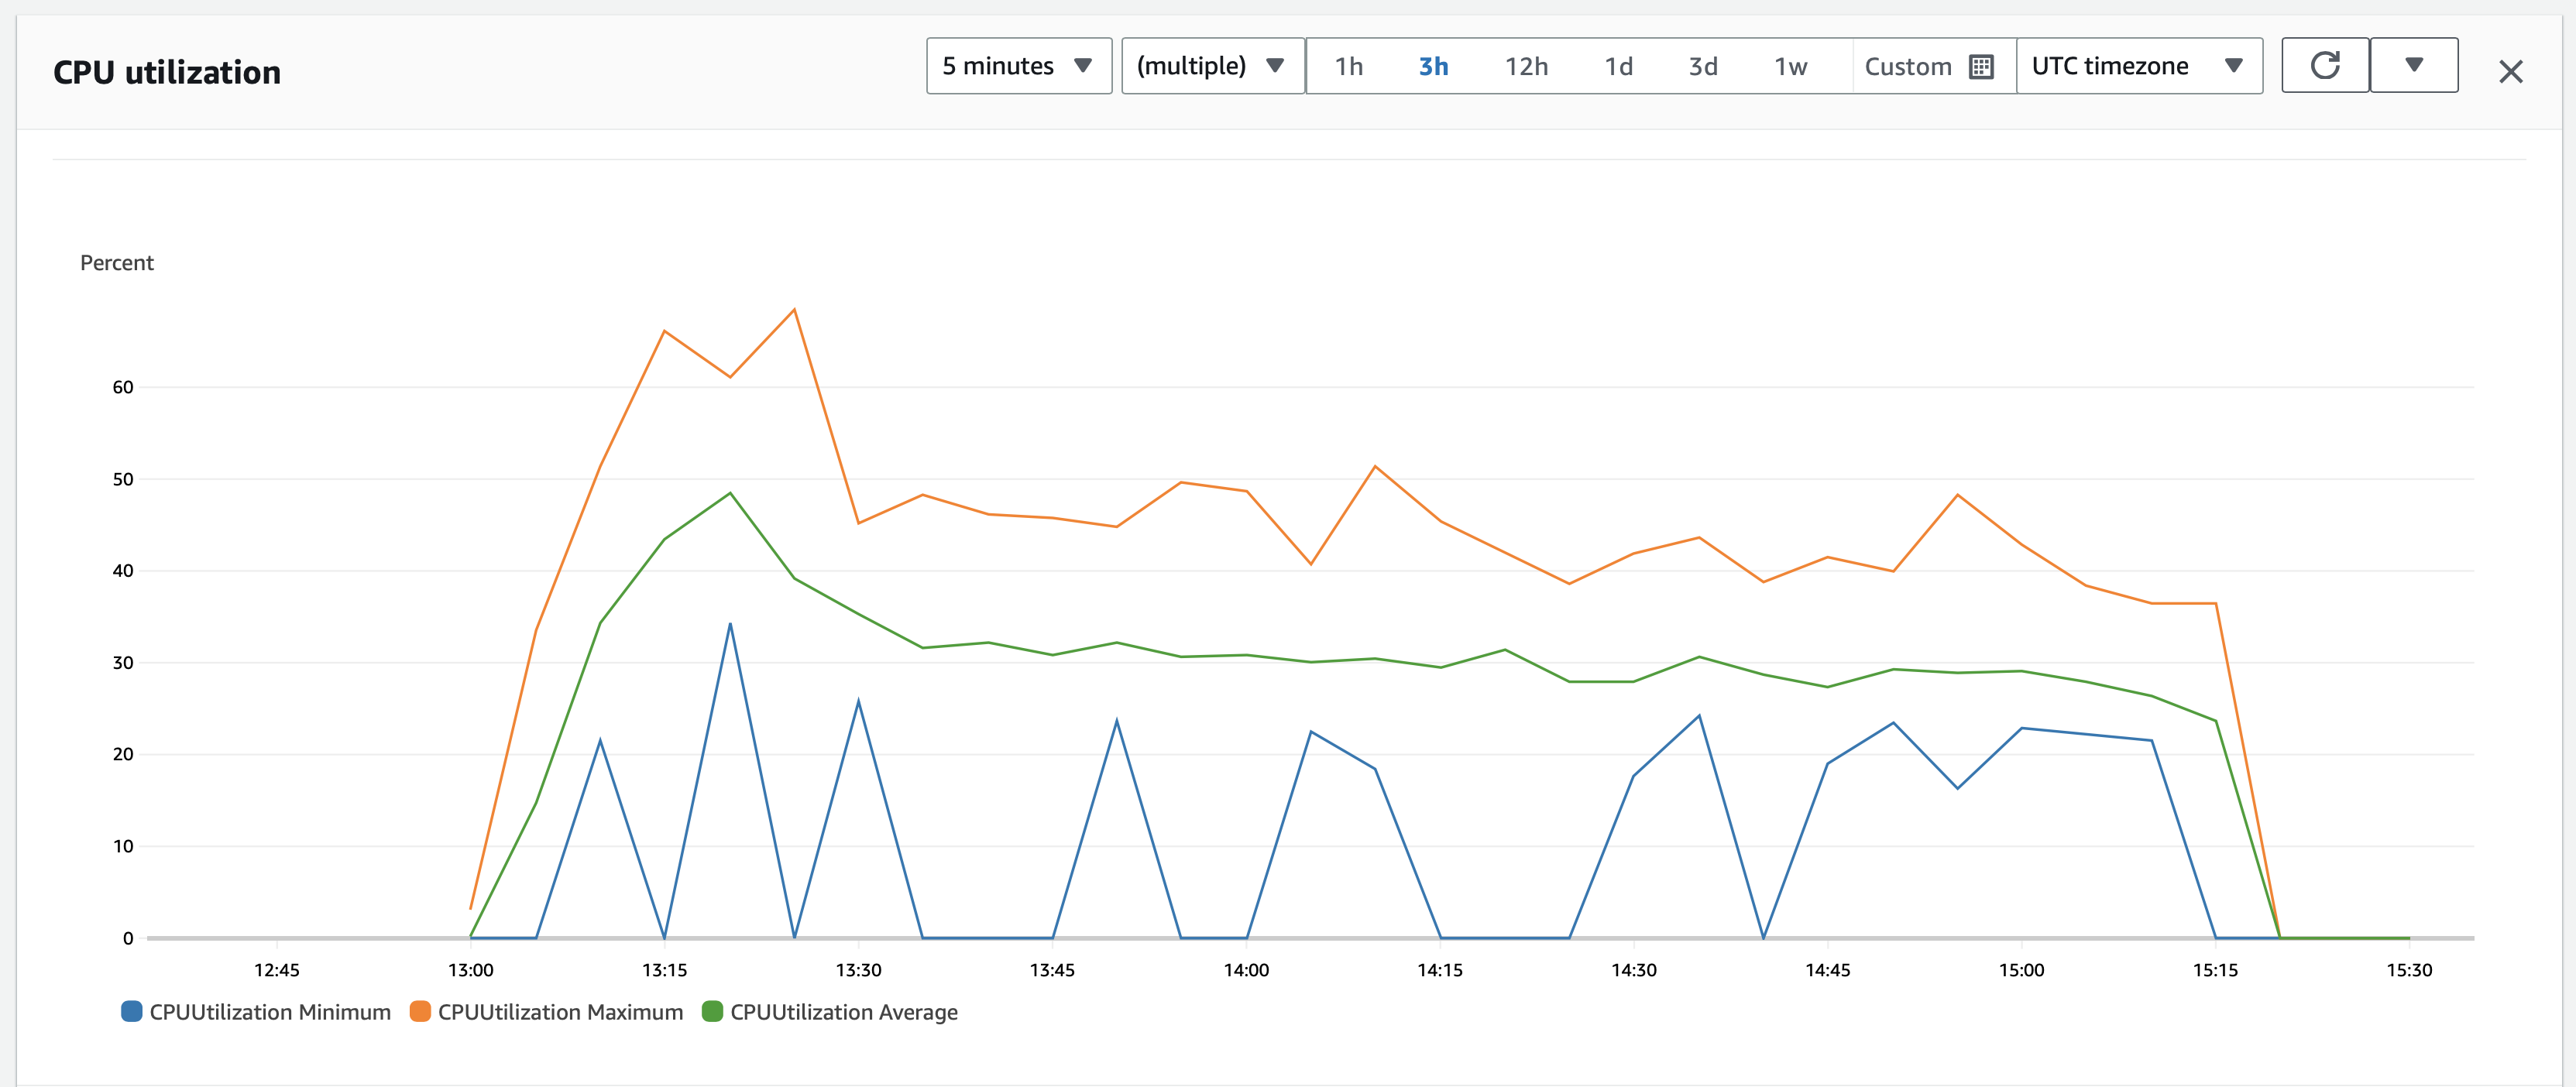 CPU utilization 5 minutes (multiple) 1h 3h 12h 1d 3d 1w Custom UTC timezone
Percent
60
50
40
30
20
10
0
12:45 13:00 13:15 13:30 13:45 14:00 14:15 14:30 14:45 15:00 15:15 15:30
CPUUtilization Minimum CPUUtilization Maximum CPUUtilization Average